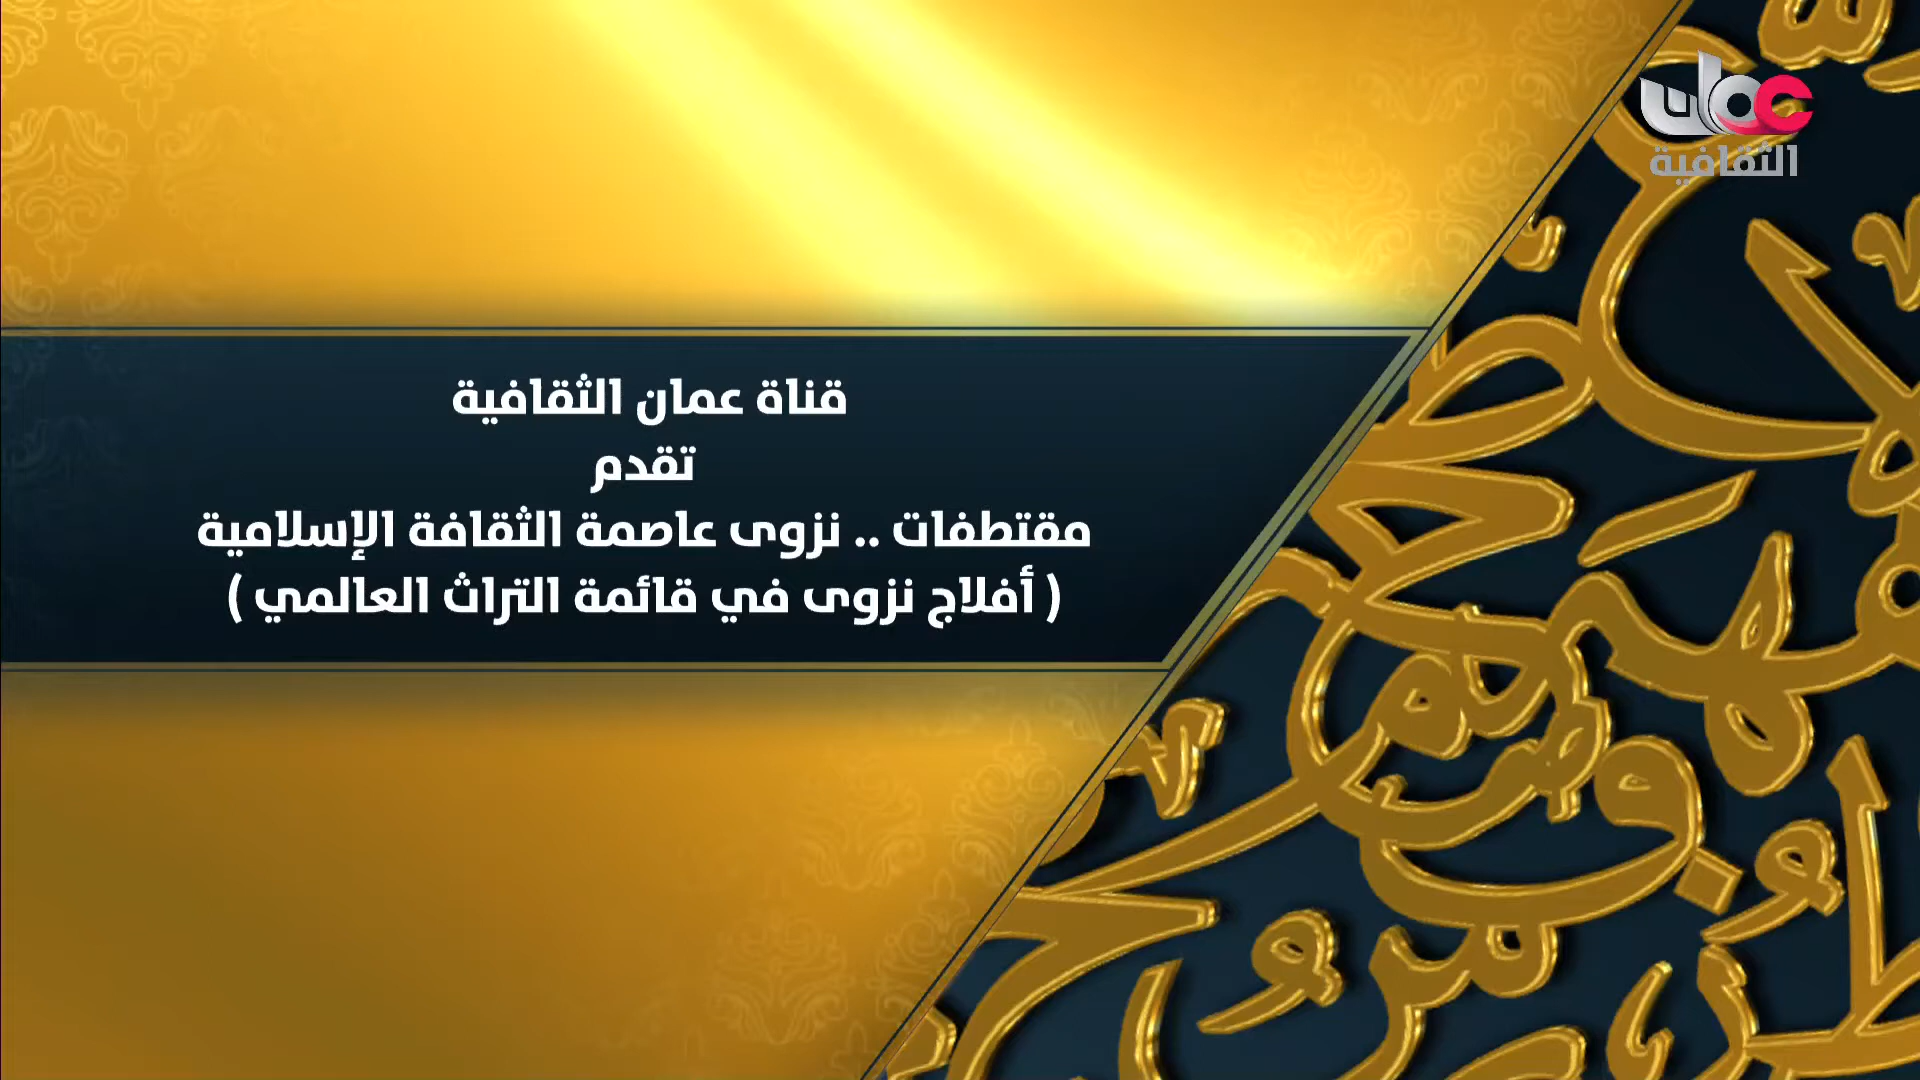 عمان
الثقافية
قناة عمان الثقافية
تقدم
مقتطفات .. نزوى عاصمة الثقافة الإسلامية
( أفلاج نزوى في قائمة التراث العالمي )